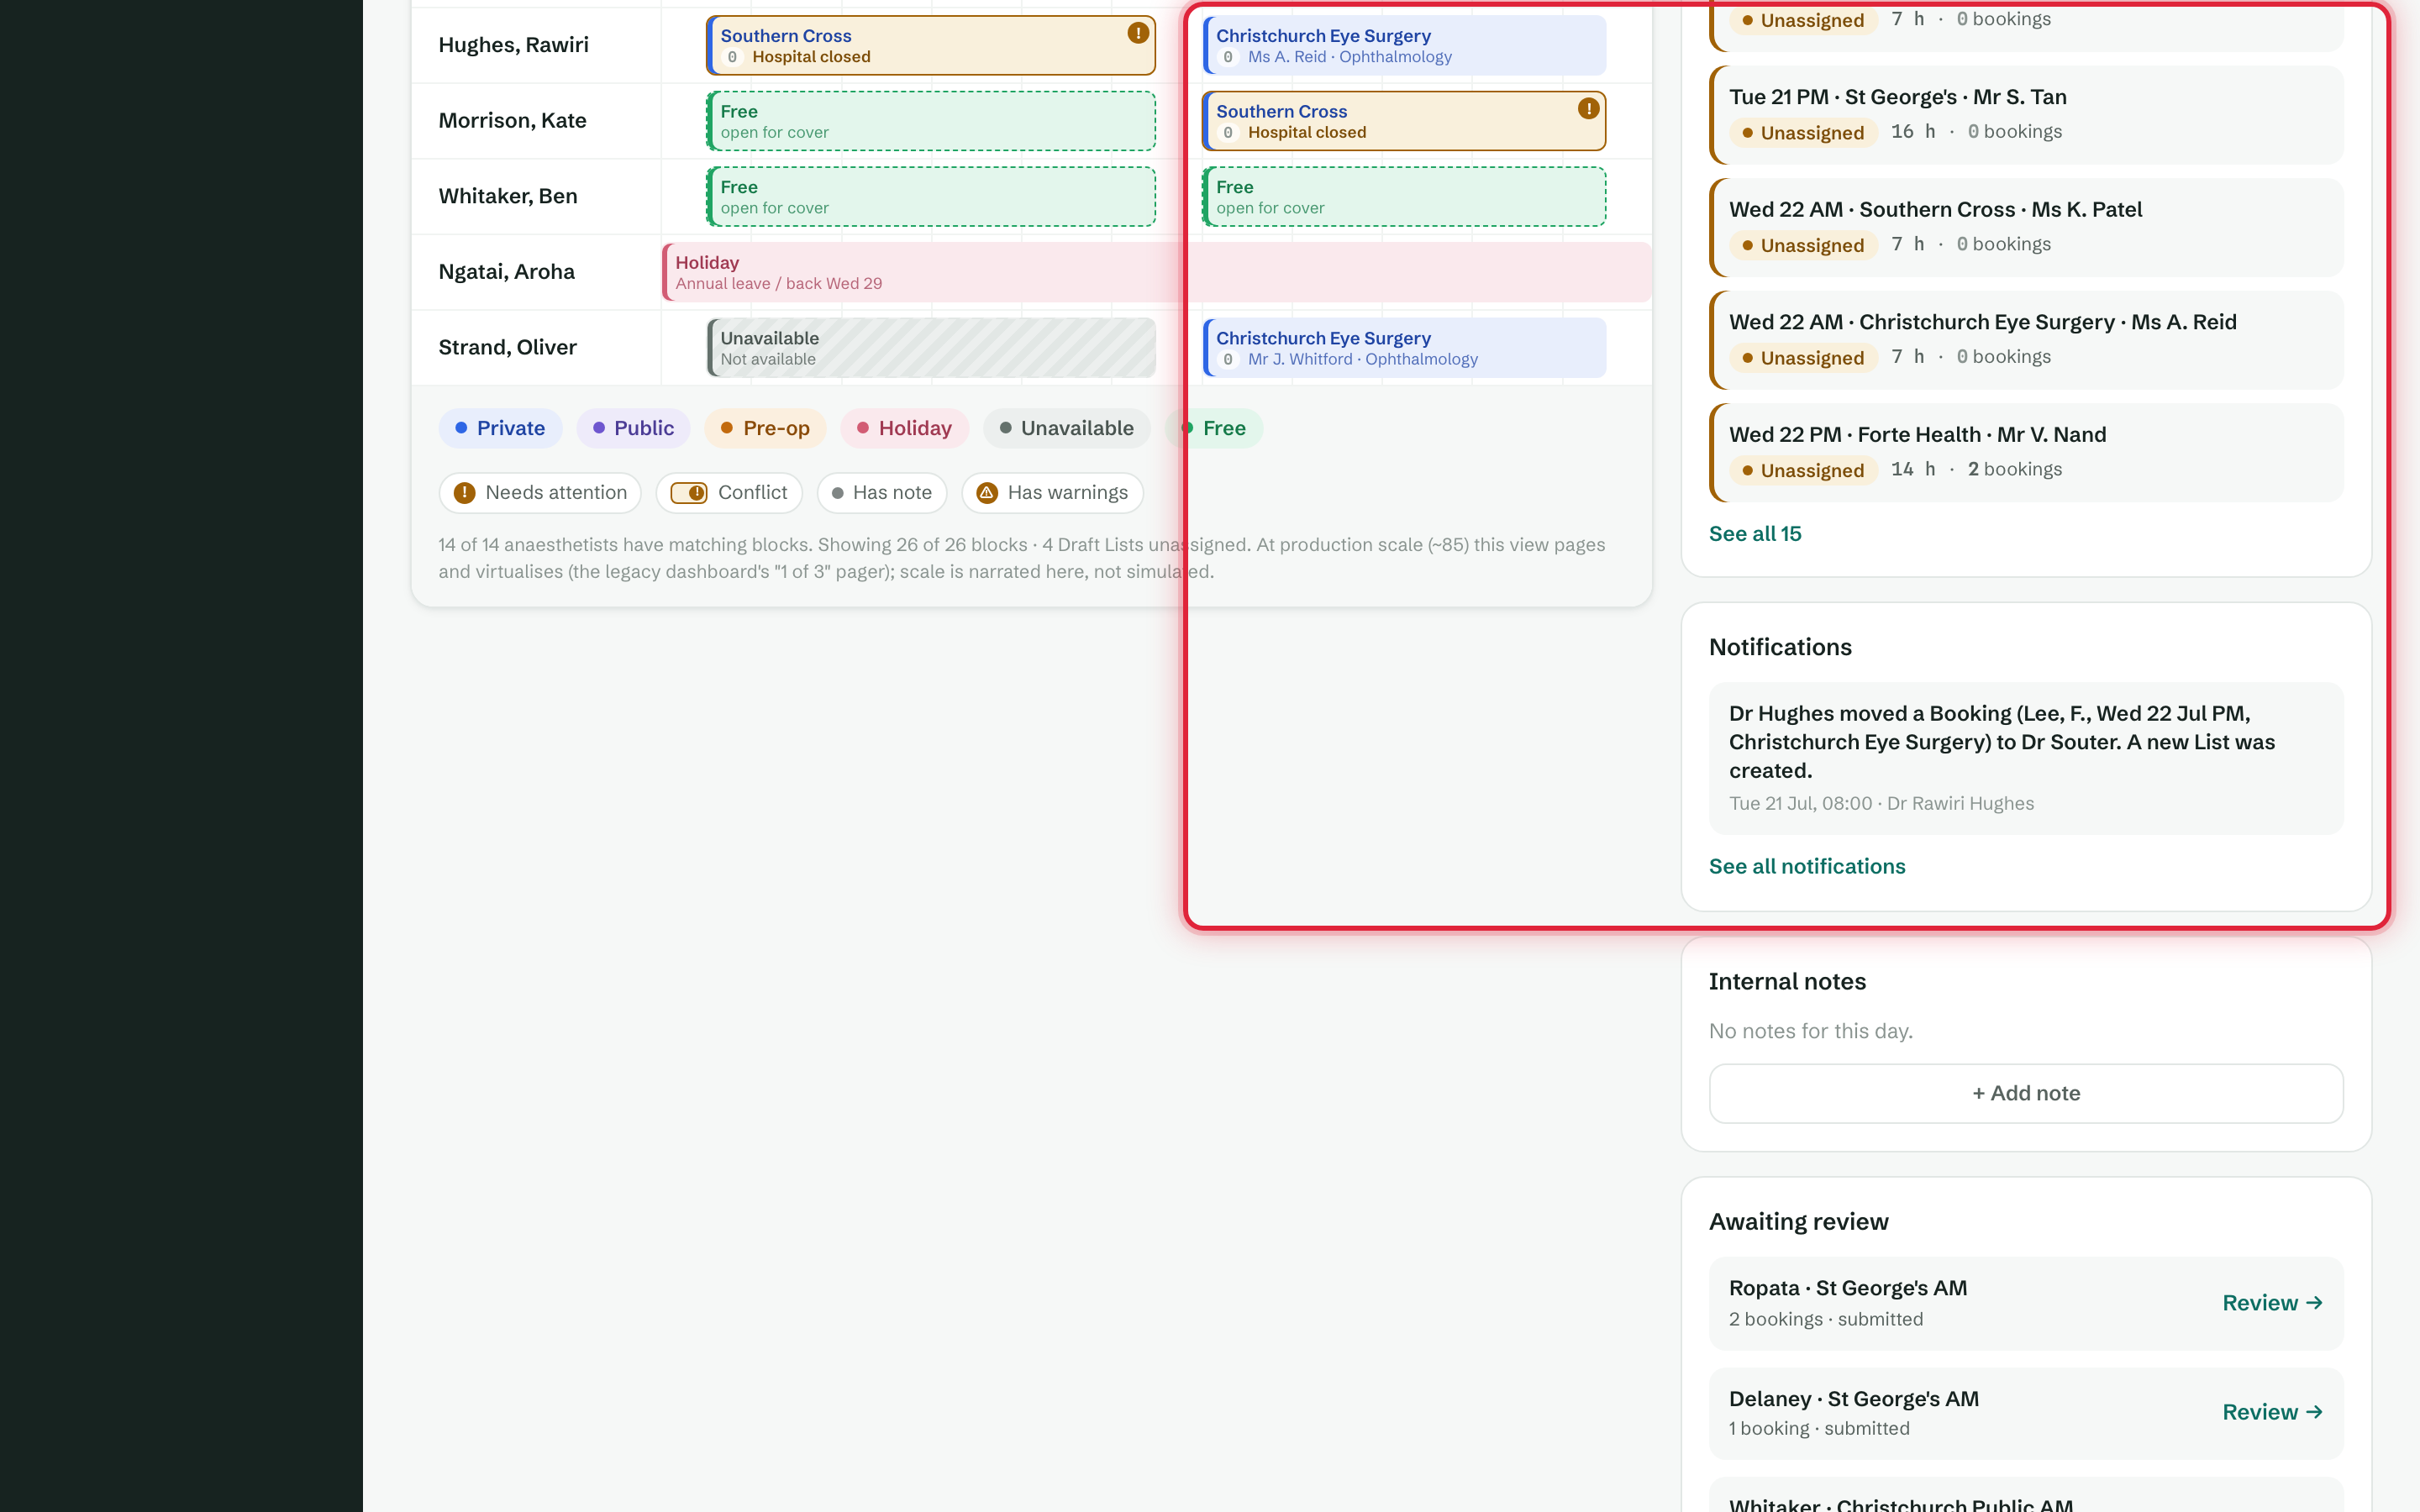 Hughes, Rawiri
Southern Cross
!
0 Hospital closed
Christchurch Eye Surgery
0 Ms A. Reid · Ophthalmology
Morrison, Kate
Free
open for cover
Southern Cross
!
0 Hospital closed
Whitaker, Ben
Free
open for cover
Free
open for cover
Ngatai, Aroha
Holiday
Annual leave / back Wed 29
Strand, Oliver
Unavailable
Not available
Christchurch Eye Surgery
0 Mr J. Whitford · Ophthalmology
Private
Public
Pre-op
Holiday
Unavailable
Free
! Needs attention
! Conflict
Has note
Has warnings
14 of 14 anaesthetists have matching blocks. Showing 26 of 26 blocks · 4 Draft Lists unassigned. At production scale (~85) this view pages
and virtualises (the legacy dashboard's "1 of 3" pager); scale is narrated here, not simulated.
Unassigned 7 h · 0 bookings
Tue 21 PM · St George's · Mr S. Tan
Unassigned 16 h · 0 bookings
Wed 22 AM · Southern Cross · Ms K. Patel
Unassigned 7 h · 0 bookings
Wed 22 AM · Christchurch Eye Surgery · Ms A. Reid
Unassigned 7 h · 0 bookings
Wed 22 PM · Forte Health · Mr V. Nand
Unassigned 14 h · 2 bookings
See all 15
Notifications
Dr Hughes moved a Booking (Lee, F., Wed 22 Jul PM,
Christchurch Eye Surgery) to Dr Souter. A new List was
created.
Tue 21 Jul, 08:00 · Dr Rawiri Hughes
See all notifications
Internal notes
No notes for this day.
+ Add note
Awaiting review
Ropata · St George's AM
2 bookings · submitted
Review →
Delaney · St George's AM
1 booking · submitted
Review →
Whitaker · Christchurch Public AM